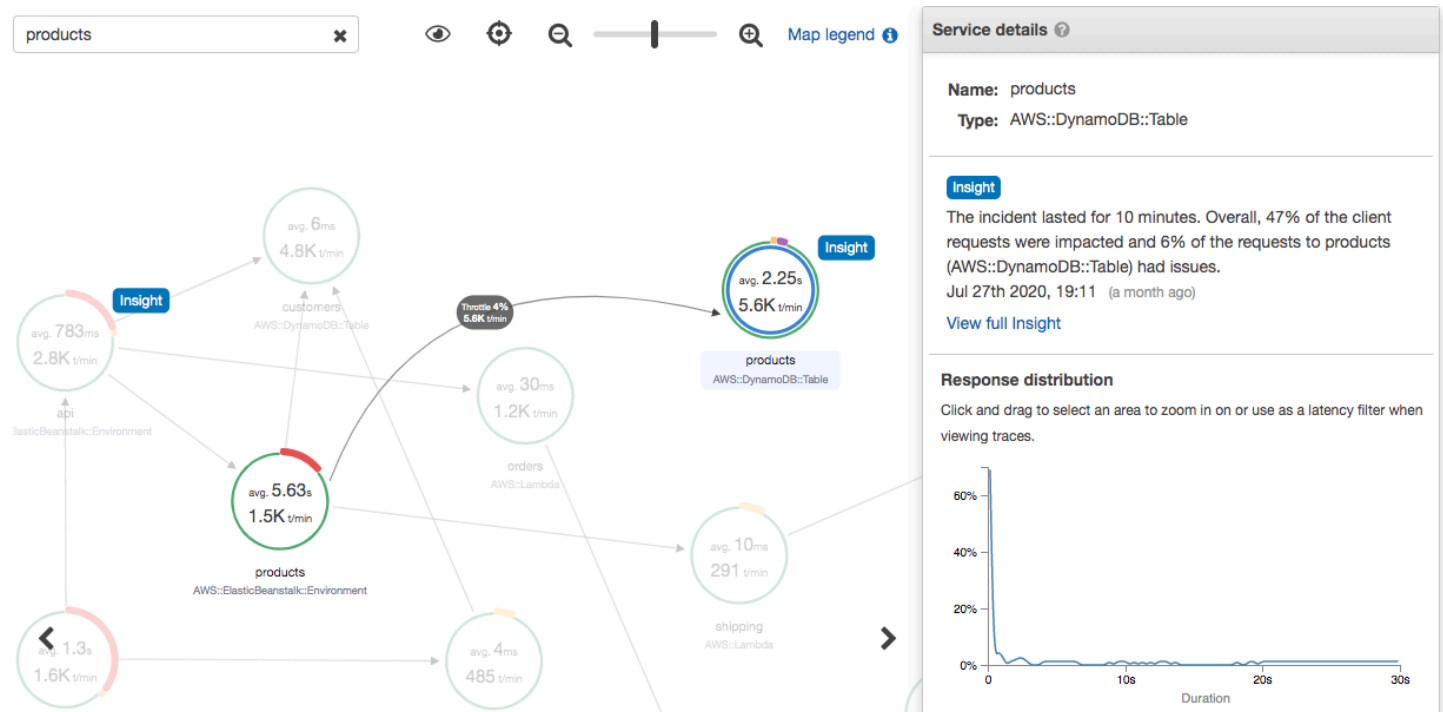 products
Map legend
Service details
Name: products
Type: AWS::DynamoDB::Table
Insight
The incident lasted for 10 minutes. Overall, 47% of the client
requests were impacted and 6% of the requests to products
(AWS::DynamoDB::Table) had issues.
Jul 27th 2020, 19:11 (a month ago)
View full Insight
Response distribution
Click and drag to select an area to zoom in on or use as a latency filter when
viewing traces.
60%
40%
20%
0%
0 10s 20s 30s
Duration
avg. 6ms
4.8K t/min
customers
AWS::DynamoDB::Table
Insight
avg. 2.25s
5.6K t/min
products
AWS::DynamoDB::Table
Insight
avg. 783ms
2.8K t/min
api
lasticBeanstalk::Environment
Throttle 4%
5.6K t/min
avg. 30ms
1.2K t/min
orders
AWS::Lambda
avg. 5.63s
1.5K t/min
products
AWS::ElasticBeanstalk::Environment
avg. 10ms
291 t/min
shipping
AWS::Lambda
avg. 1.3s
1.6K t/min
avg. 4ms
485 t/min